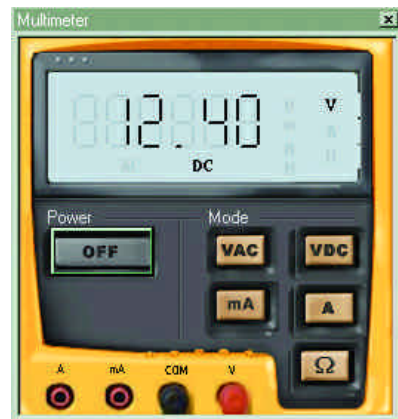 Multimeter
V
12.40
DC
Power Mode
OFF VAC VDC
mA A
Ω
A mA COM V